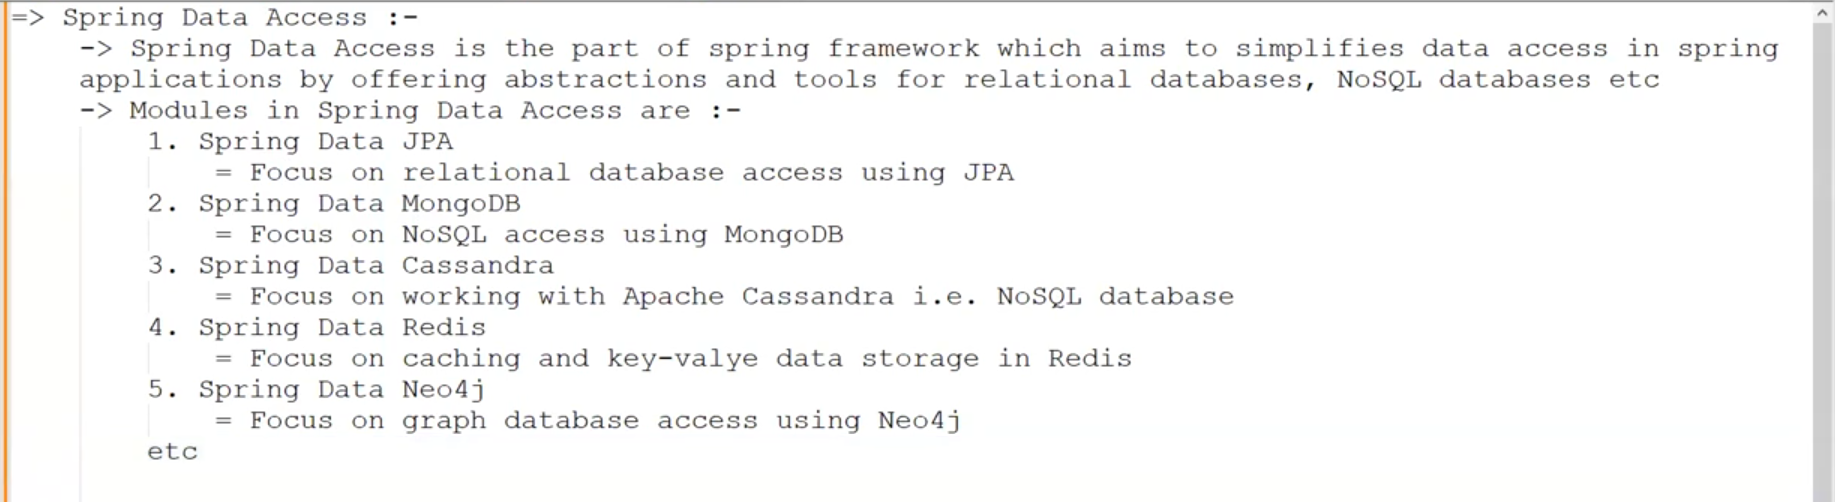 => Spring Data Access :-
-> Spring Data Access is the part of spring framework which aims to simplifies data access in spring
applications by offering abstractions and tools for relational databases, NoSQL databases etc
-> Modules in Spring Data Access are :-
1. Spring Data JPA
= Focus on relational database access using JPA
2. Spring Data MongoDB
= Focus on NoSQL access using MongoDB
3. Spring Data Cassandra
= Focus on working with Apache Cassandra i.e. NoSQL database
4. Spring Data Redis
= Focus on caching and key-valye data storage in Redis
5. Spring Data Neo4j
= Focus on graph database access using Neo4j
etc